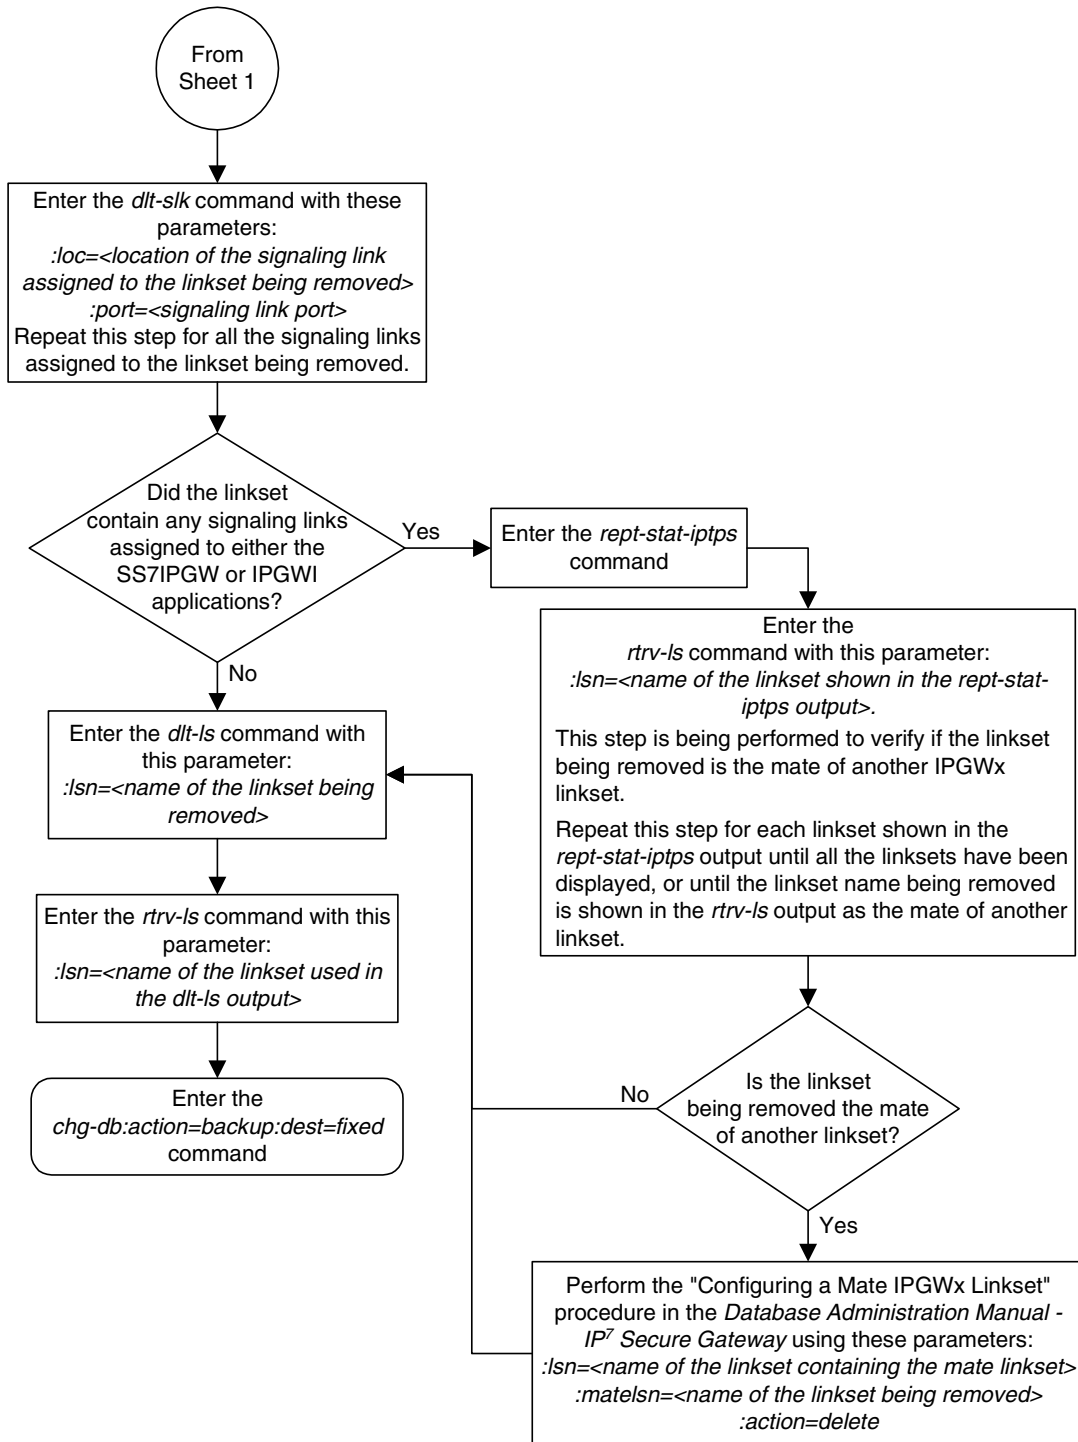 From
Sheet 1
Enter the dlt-slk command with these
parameters:
:loc=<location of the signaling link
assigned to the linkset being removed>
:port=<signaling link port>
Repeat this step for all the signaling links
assigned to the linkset being removed.
Did the linkset
contain any signaling links
assigned to either the
SS7IPGW or IPGWI
applications?
Yes
No
Enter the rept-stat-iptps
command
Enter the
rtrv-ls command with this parameter:
:lsn=<name of the linkset shown in the rept-stat-
iptps output>.
This step is being performed to verify if the linkset
being removed is the mate of another IPGWx
linkset.
Repeat this step for each linkset shown in the
rept-stat-iptps output until all the linksets have been
displayed, or until the linkset name being removed
is shown in the rtrv-ls output as the mate of another
linkset.
Enter the dlt-ls command with
this parameter:
:lsn=<name of the linkset being
removed>
Enter the rtrv-ls command with this
parameter:
:lsn=<name of the linkset used in
the dlt-ls output>
Enter the
chg-db:action=backup:dest=fixed
command
Is the linkset
being removed the mate
of another linkset?
No
Yes
Perform the "Configuring a Mate IPGWx Linkset"
procedure in the Database Administration Manual -
IP⁷ Secure Gateway using these parameters:
:lsn=<name of the linkset containing the mate linkset>
:matelsn=<name of the linkset being removed>
:action=delete